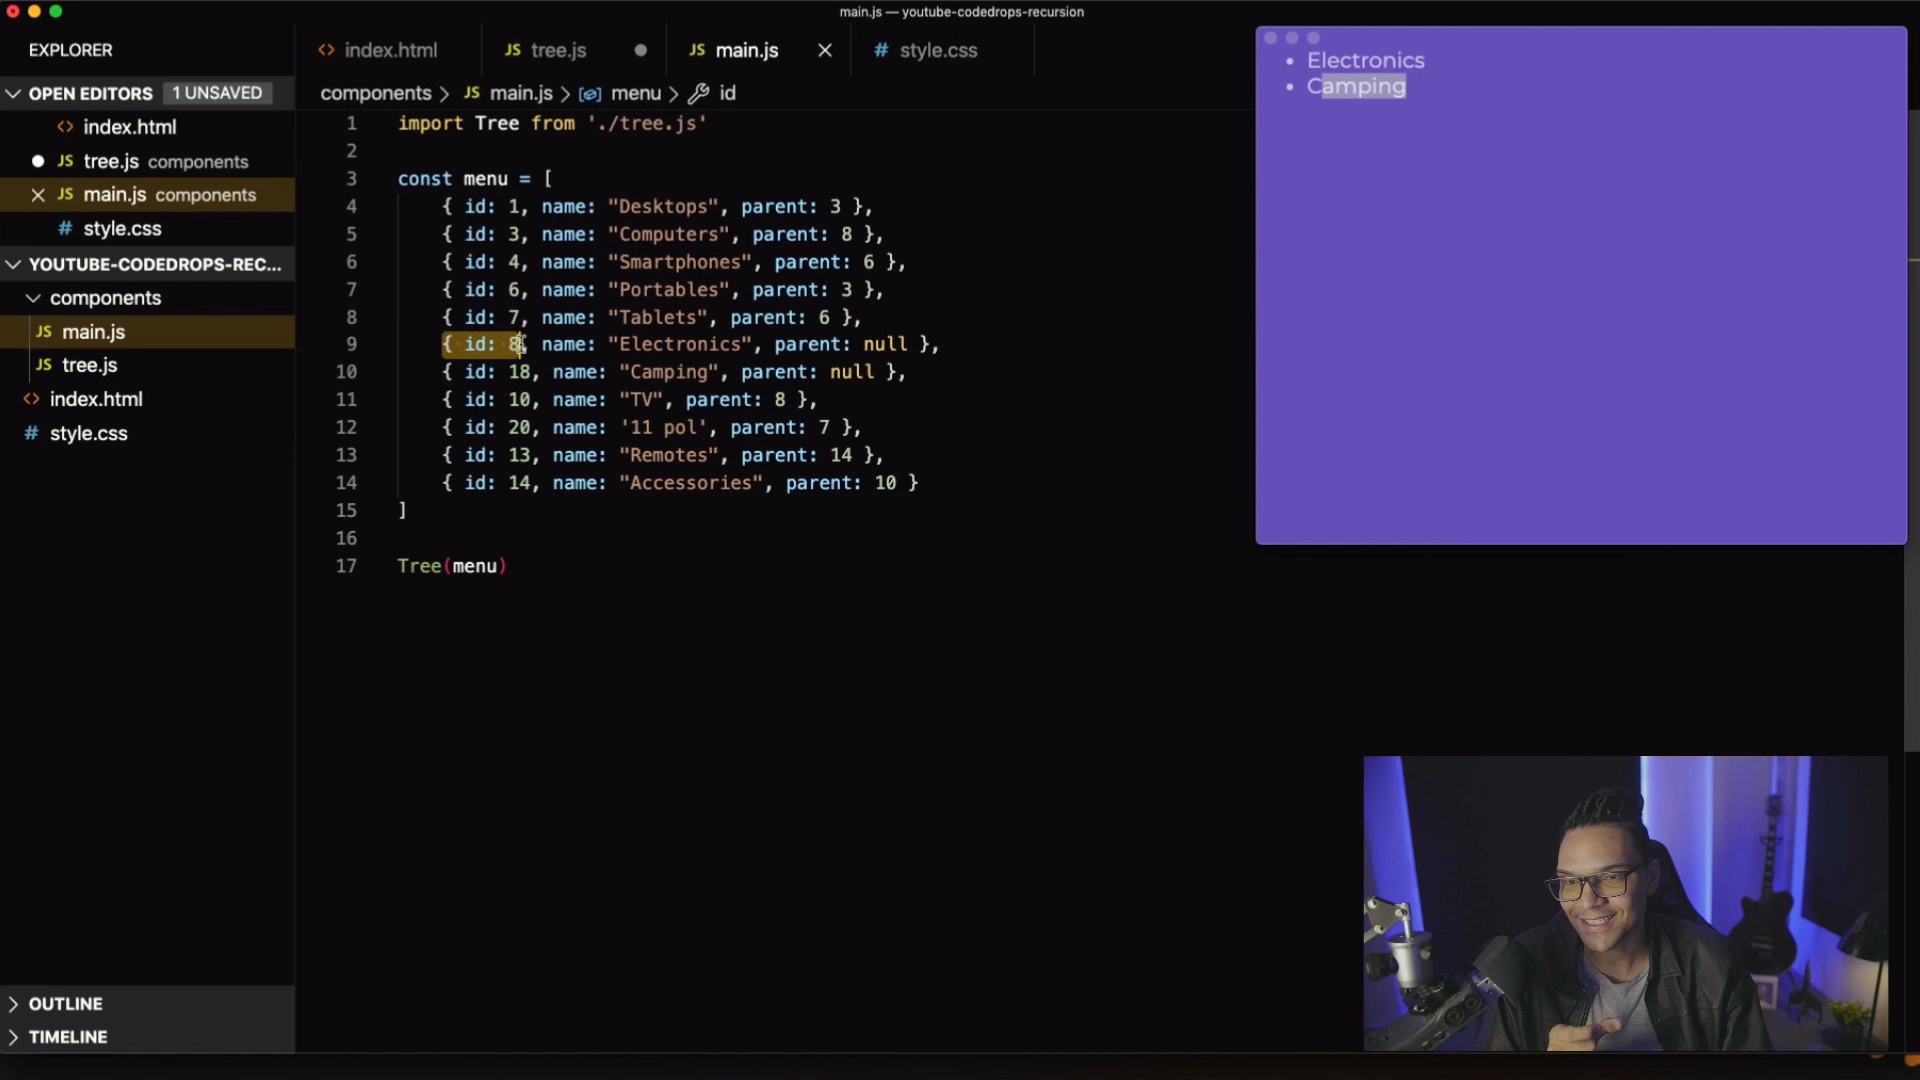 main.js — youtube-codedrops-recursion
EXPLORER
OPEN EDITORS 1 UNSAVED
index.html
tree.js components
main.js components
style.css
YOUTUBE-CODEDROPS-REC...
components
main.js
tree.js
index.html
style.css
OUTLINE
TIMELINE
index.html JS tree.js JS main.js # style.css
components > JS main.js > menu > id
1 import Tree from './tree.js'
2
3 const menu = [
4 { id: 1, name: "Desktops", parent: 3 },
5 { id: 3, name: "Computers", parent: 8 },
6 { id: 4, name: "Smartphones", parent: 6 },
7 { id: 6, name: "Portables", parent: 3 },
8 { id: 7, name: "Tablets", parent: 6 },
9 { id: 8, name: "Electronics", parent: null },
10 { id: 18, name: "Camping", parent: null },
11 { id: 10, name: "TV", parent: 8 },
12 { id: 20, name: '11 pol', parent: 7 },
13 { id: 13, name: "Remotes", parent: 14 },
14 { id: 14, name: "Accessories", parent: 10 }
15 ]
16
17 Tree(menu)
• Electronics
• Camping